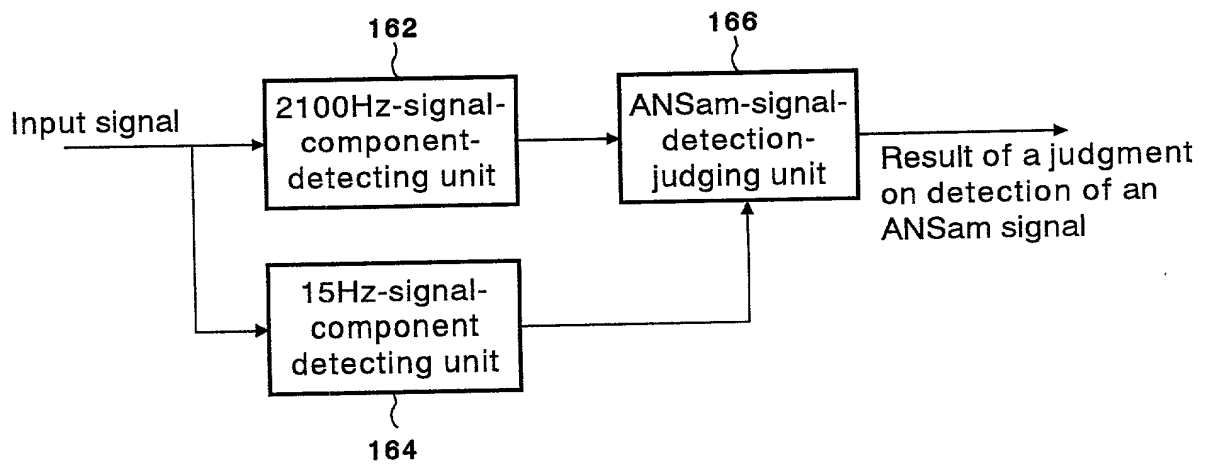 162
166
Input signal
2100Hz-signal-
component-
detecting unit
ANSam-signal-
detection-
judging unit
Result of a judgment
on detection of an
ANSam signal
15Hz-signal-
component
detecting unit
164